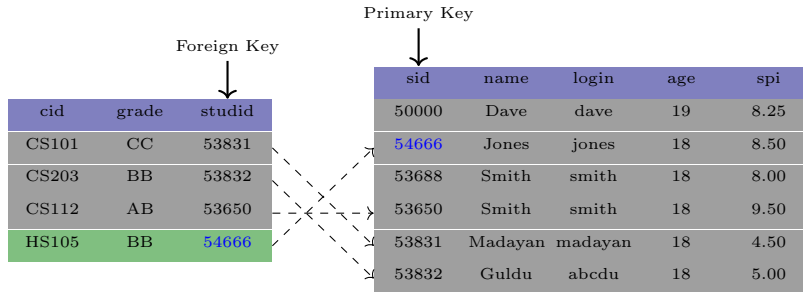 Primary Key
Foreign Key
sid name login age spi
cid grade studid
50000 Dave dave 19 8.25
CS101 CC 53831
54666 Jones jones 18 8.50
CS203 BB 53832
53688 Smith smith 18 8.00
CS112 AB 53650
53650 Smith smith 18 9.50
HS105 BB 54666
53831 Madayan madayan 18 4.50
53832 Guldu abcdu 18 5.00